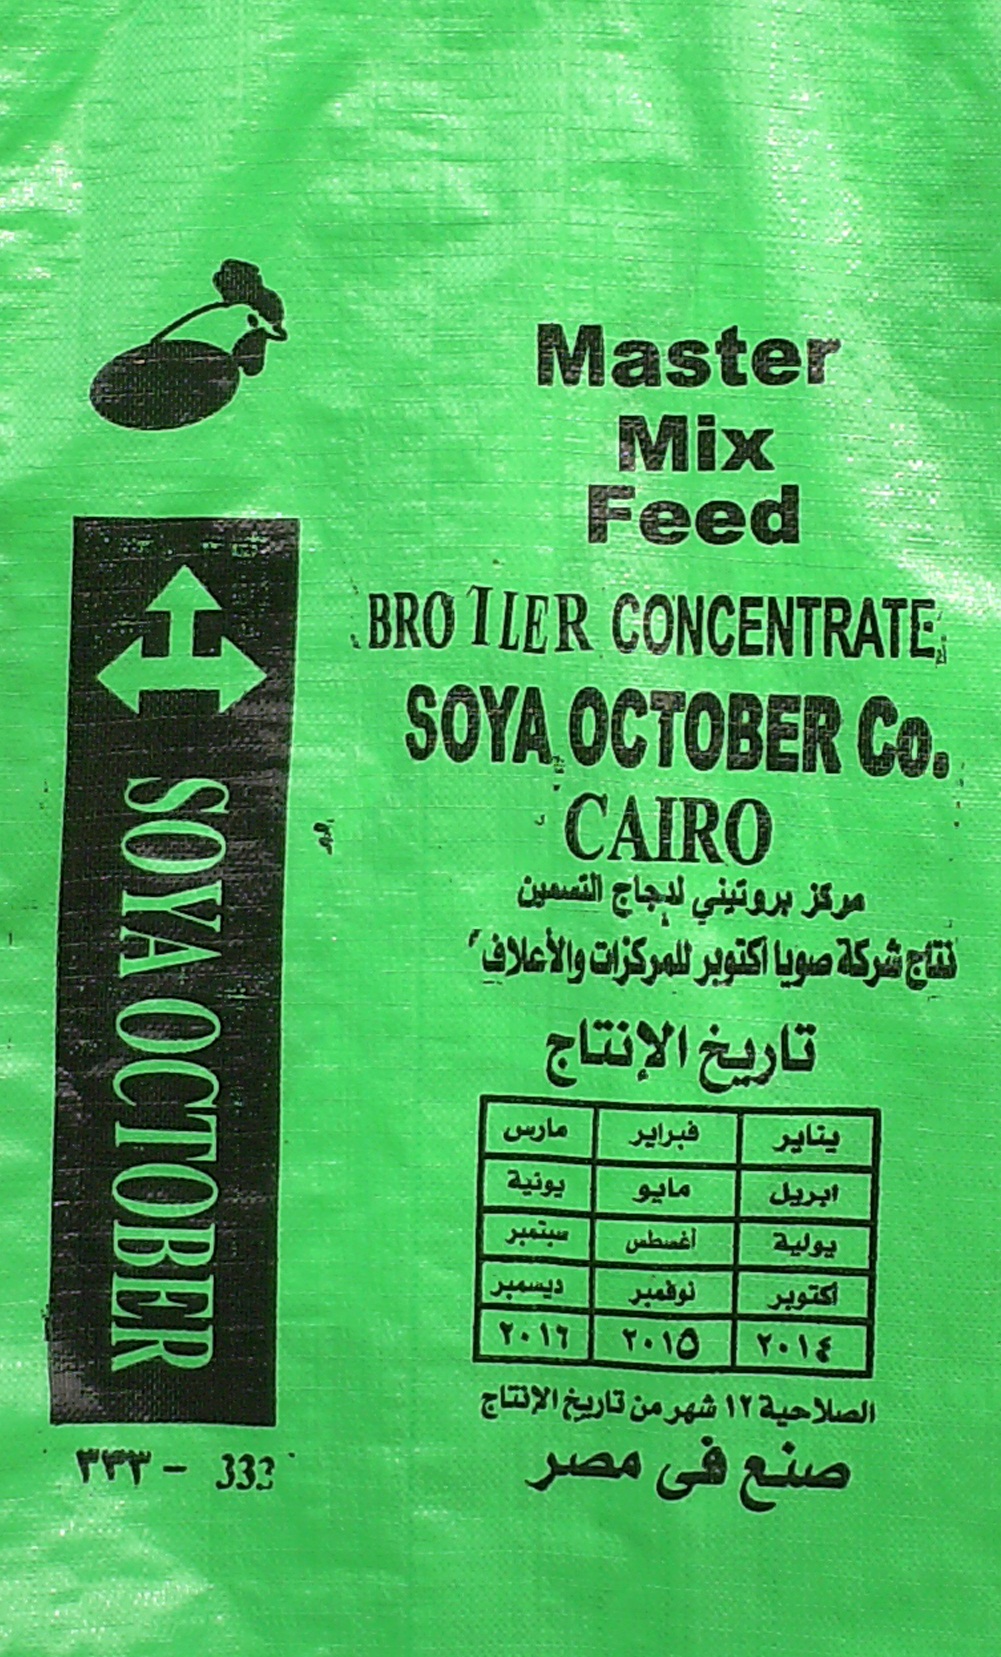 Master
Mix
Feed
BROILER CONCENTRATE
SOYA OCTOBER Co.
CAIRO
مركز بروتيني لدجاج التسمين
نتاج شركة صويا اكتوبر للمركزات والأعلاف
تاريخ الإنتاج
يناير فبراير مارس
ابريل مايو يونية
يولية أغسطس سبتمبر
أكتوبر نوفمبر ديسمبر
٢٠١٤ ٢٠١٥ ٢٠١٦
الصلاحية ١٢ شهر من تاريخ الإنتاج
صنع فى مصر
SOYA OCTOBER
٣٣٣ - 333